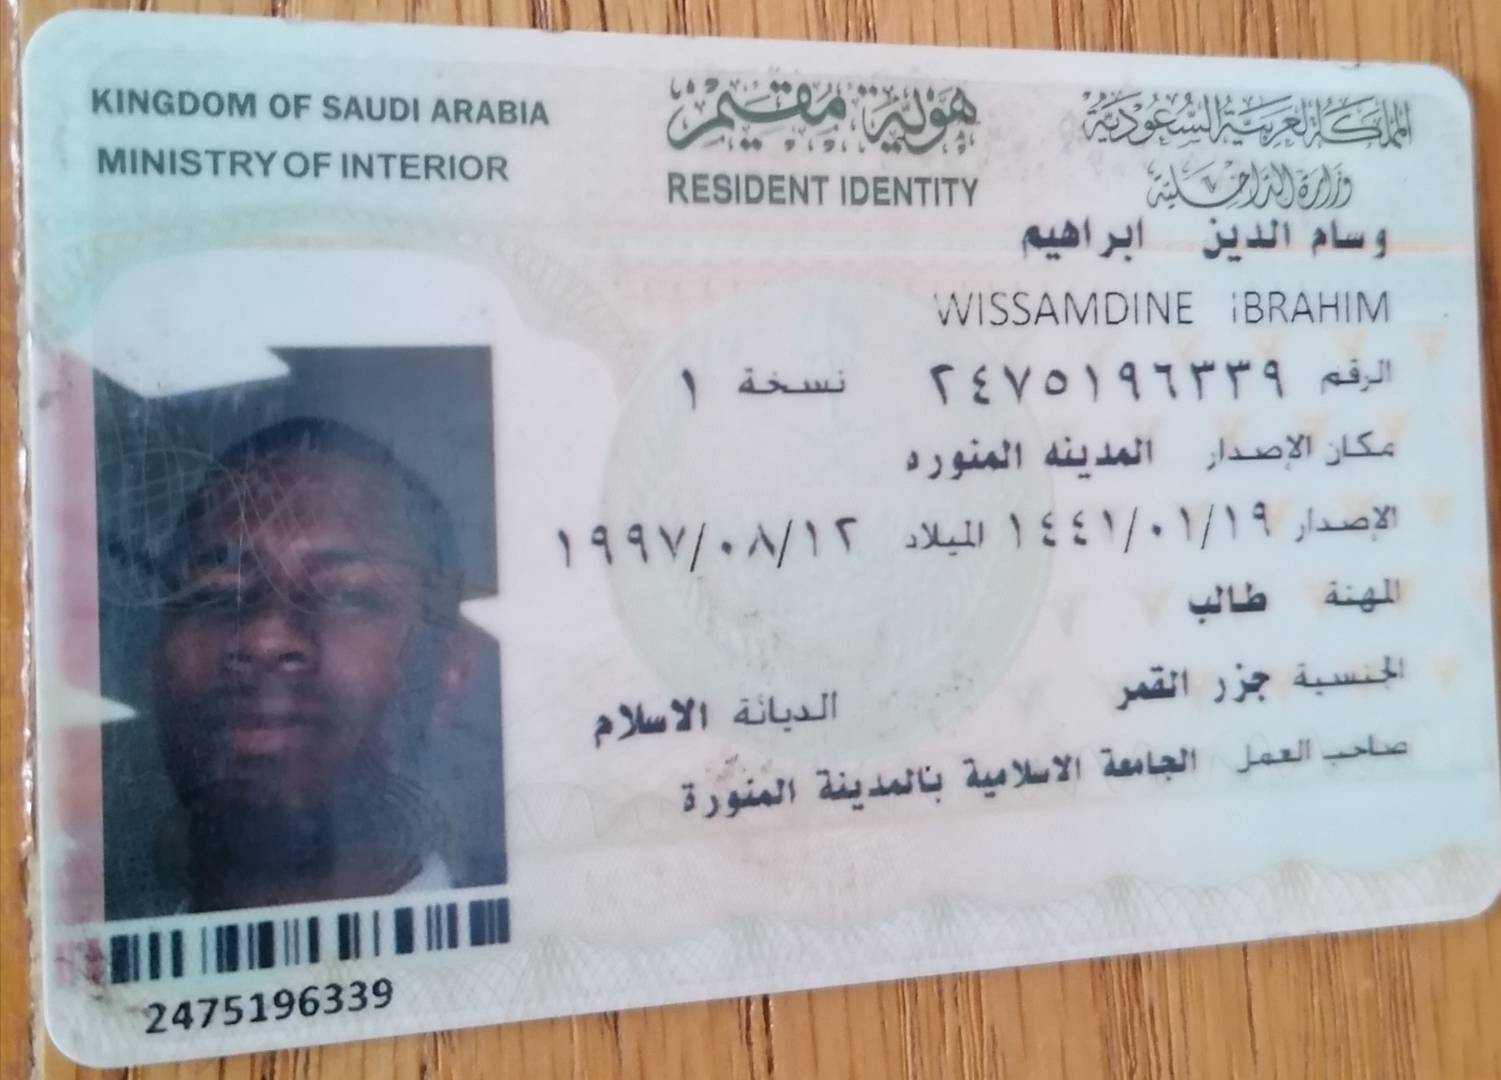 KINGDOM OF SAUDI ARABIA
MINISTRY OF INTERIOR
هوية مقيم
RESIDENT IDENTITY
المملكة العربية السعودية
وزارة الداخلية
وسام الدين ابراهيم
WISSAMDINE iBRAHIM
الرقم ٢٤٧٥١٩٦٣٣٩ نسخة ١
مكان الإصدار المدينه المنوره
الإصدار ١٤٤١/٠١/١٩ الميلاد ١٩٩٧/٠٨/١٢
المهنة طالب
الجنسية جزر القمر الديانة الاسلام
صاحب العمل الجامعة الاسلامية بالمدينة المنورة
2475196339